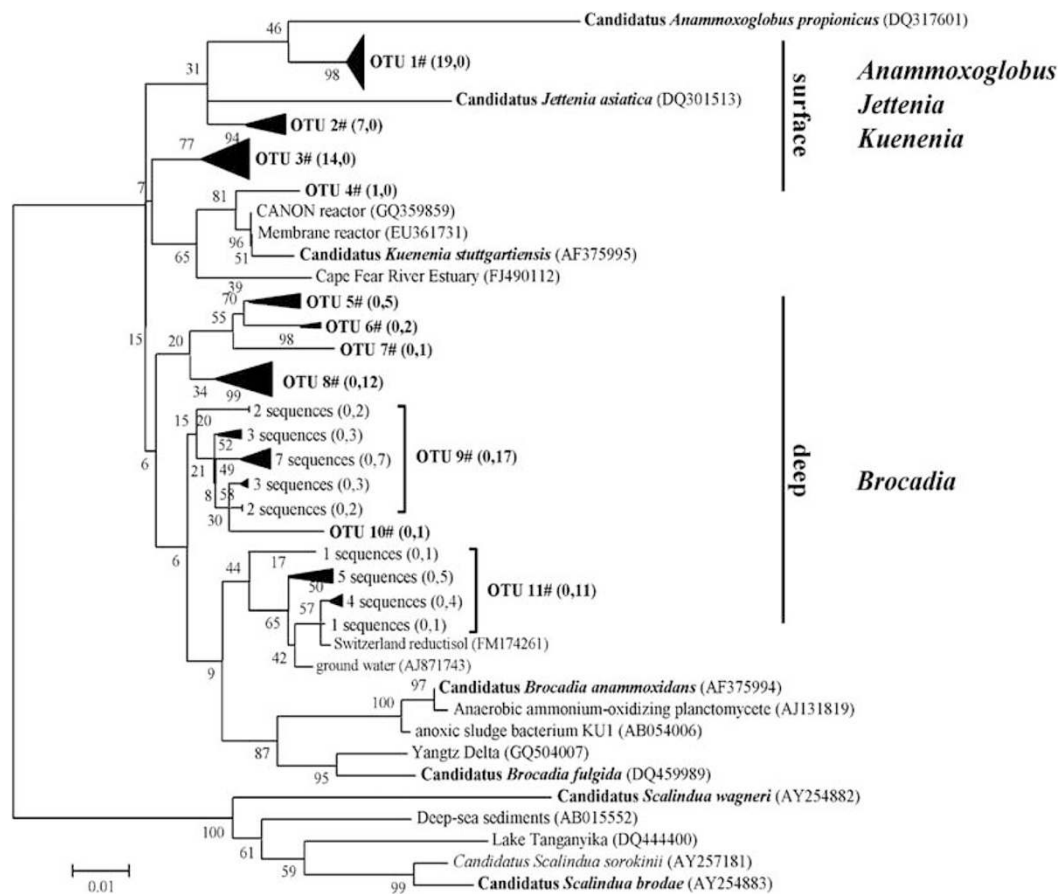 46
Candidatus Anammoxoglobus propionicus (DQ317601)
OTU 1# (19,0)
98
31
Candidatus Jettenia asiatica (DQ301513)
OTU 2# (7,0)
94
77
OTU 3# (14,0)
7
OTU 4# (1,0)
81
CANON reactor (GQ359859)
Membrane reactor (EU361731)
96
51
Candidatus Kuenenia stuttgartiensis (AF375995)
65
Cape Fear River Estuary (FJ490112)
surface
Anammoxoglobus
Jettenia
Kuenenia
39
70
OTU 5# (0,5)
55
OTU 6# (0,2)
98
OTU 7# (0,1)
15
20
OTU 8# (0,12)
34
99
2 sequences (0,2)
15
20
3 sequences (0,3)
52
OTU 9# (0,17)
7 sequences (0,7)
6
21
49
3 sequences (0,3)
8
58
2 sequences (0,2)
30
OTU 10# (0,1)
deep
Brocadia
6
1 sequences (0,1)
44
17
5 sequences (0,5)
50
OTU 11# (0,11)
4 sequences (0,4)
57
65
1 sequences (0,1)
Switzerland reductisol (FM174261)
42
ground water (AJ871743)
9
97
Candidatus Brocadia anammoxidans (AF375994)
100
Anaerobic ammonium-oxidizing planctomycete (AJ131819)
anoxic sludge bacterium KU1 (AB054006)
87
Yangtz Delta (GQ504007)
95
Candidatus Brocadia fulgida (DQ459989)
Candidatus Scalindua wagneri (AY254882)
100
Deep-sea sediments (AB015552)
61
Lake Tanganyika (DQ444400)
59
Candidatus Scalindua sorokinii (AY257181)
99
Candidatus Scalindua brodae (AY254883)
0.01